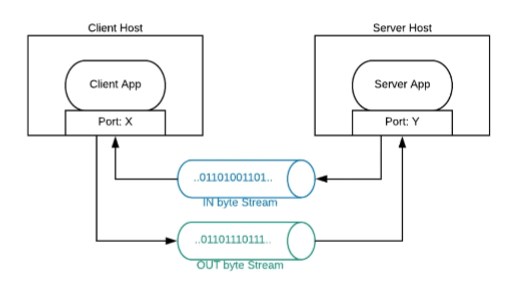 Client Host
Server Host
Client App
Server App
Port: X
Port: Y
..01101001101..
IN byte Stream
..01101110111..
OUT byte Stream